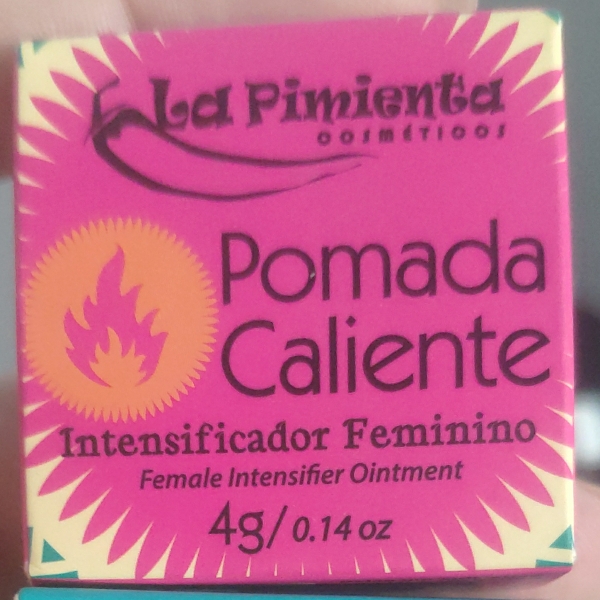 La Pimienta
COSMÉTICOS
Pomada
Caliente
Intensificador Feminino
Female Intensifier Ointment
4g/ 0.14 oz